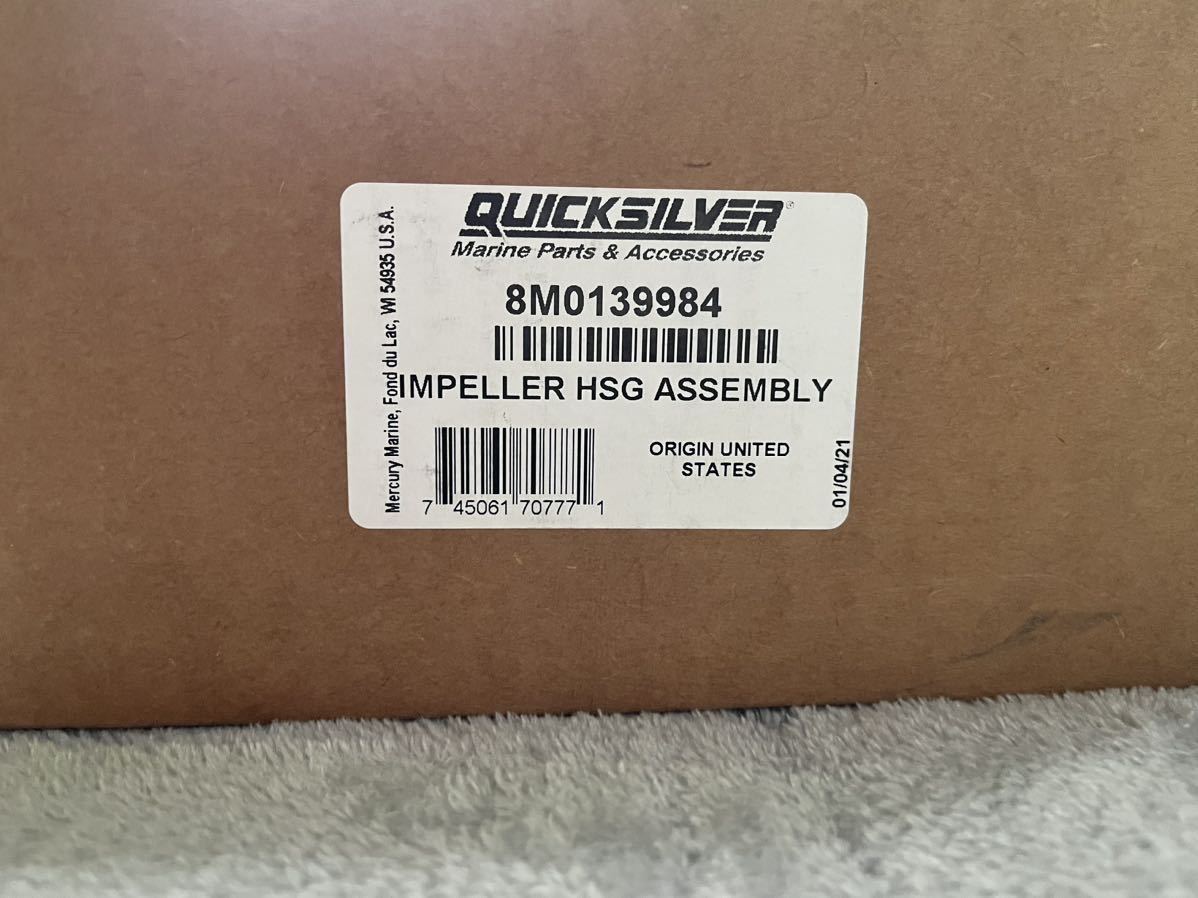 QUICKSILVER®
Marine Parts & Accessories
8M0139984
IMPELLER HSG ASSEMBLY
7 45061 70777 1
ORIGIN UNITED
STATES
01/04/21
Mercury Marine, Fond du Lac, WI 54935 U.S.A.